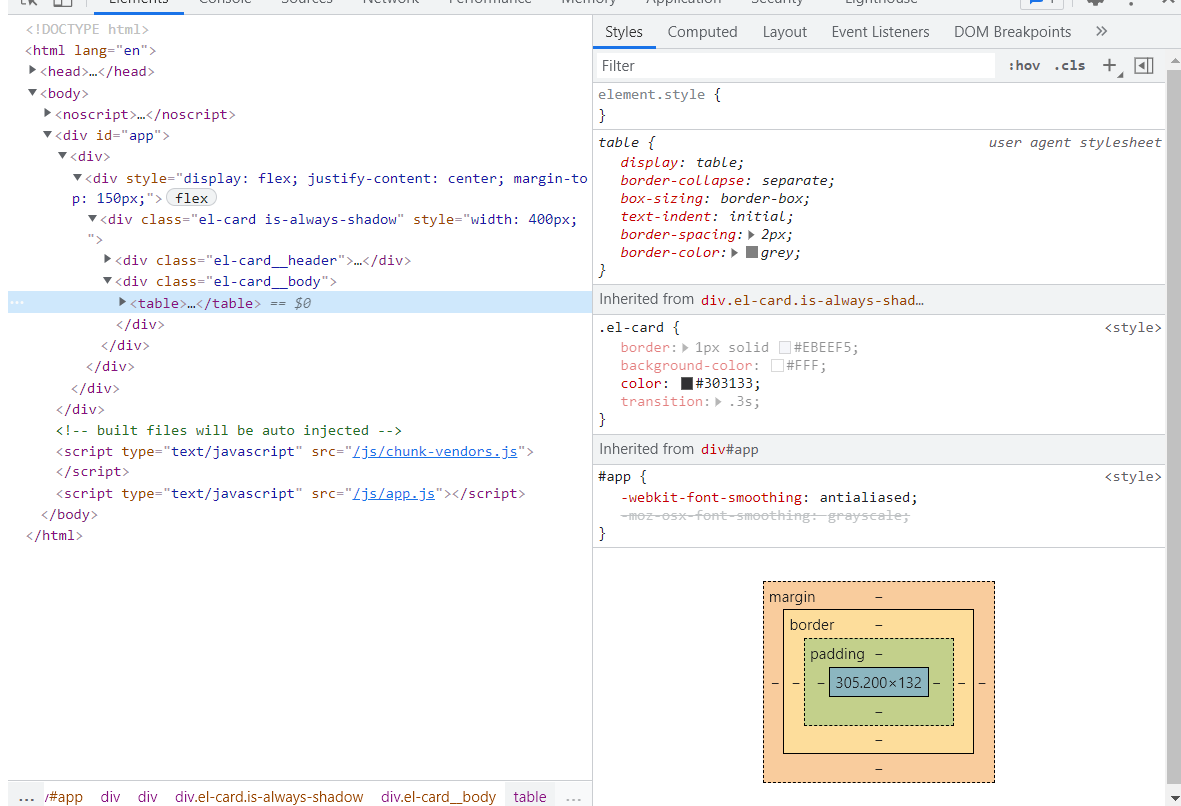 Elements Console Sources Network Performance Memory Application Security Lighthouse
<!DOCTYPE html>
<html lang="en">
<head>…</head>
<body>
<noscript>…</noscript>
<div id="app">
<div>
<div style="display: flex; justify-content: center; margin-to
p: 150px;"> flex
<div class="el-card is-always-shadow" style="width: 400px;
">
<div class="el-card__header">…</div>
<div class="el-card__body">
… <table>…</table> == $0
</div>
</div>
</div>
</div>
</div>
<!-- built files will be auto injected -->
<script type="text/javascript" src="/js/chunk-vendors.js">
</script>
<script type="text/javascript" src="/js/app.js"></script>
</body>
</html>
… v#app div div div.el-card.is-always-shadow div.el-card__body table …
Styles Computed Layout Event Listeners DOM Breakpoints »
Filter :hov .cls +
element.style {
}
table { user agent stylesheet
display: table;
border-collapse: separate;
box-sizing: border-box;
text-indent: initial;
border-spacing: 2px;
border-color: grey;
}
Inherited from div.el-card.is-always-shad…
.el-card { <style>
border: 1px solid #EBEEF5;
background-color: #FFF;
color: #303133;
transition: .3s;
}
Inherited from div#app
#app { <style>
-webkit-font-smoothing: antialiased;
-moz-osx-font-smoothing: grayscale;
}
margin –
border –
padding –
– – – 305.200×132 – – –
–
–
–